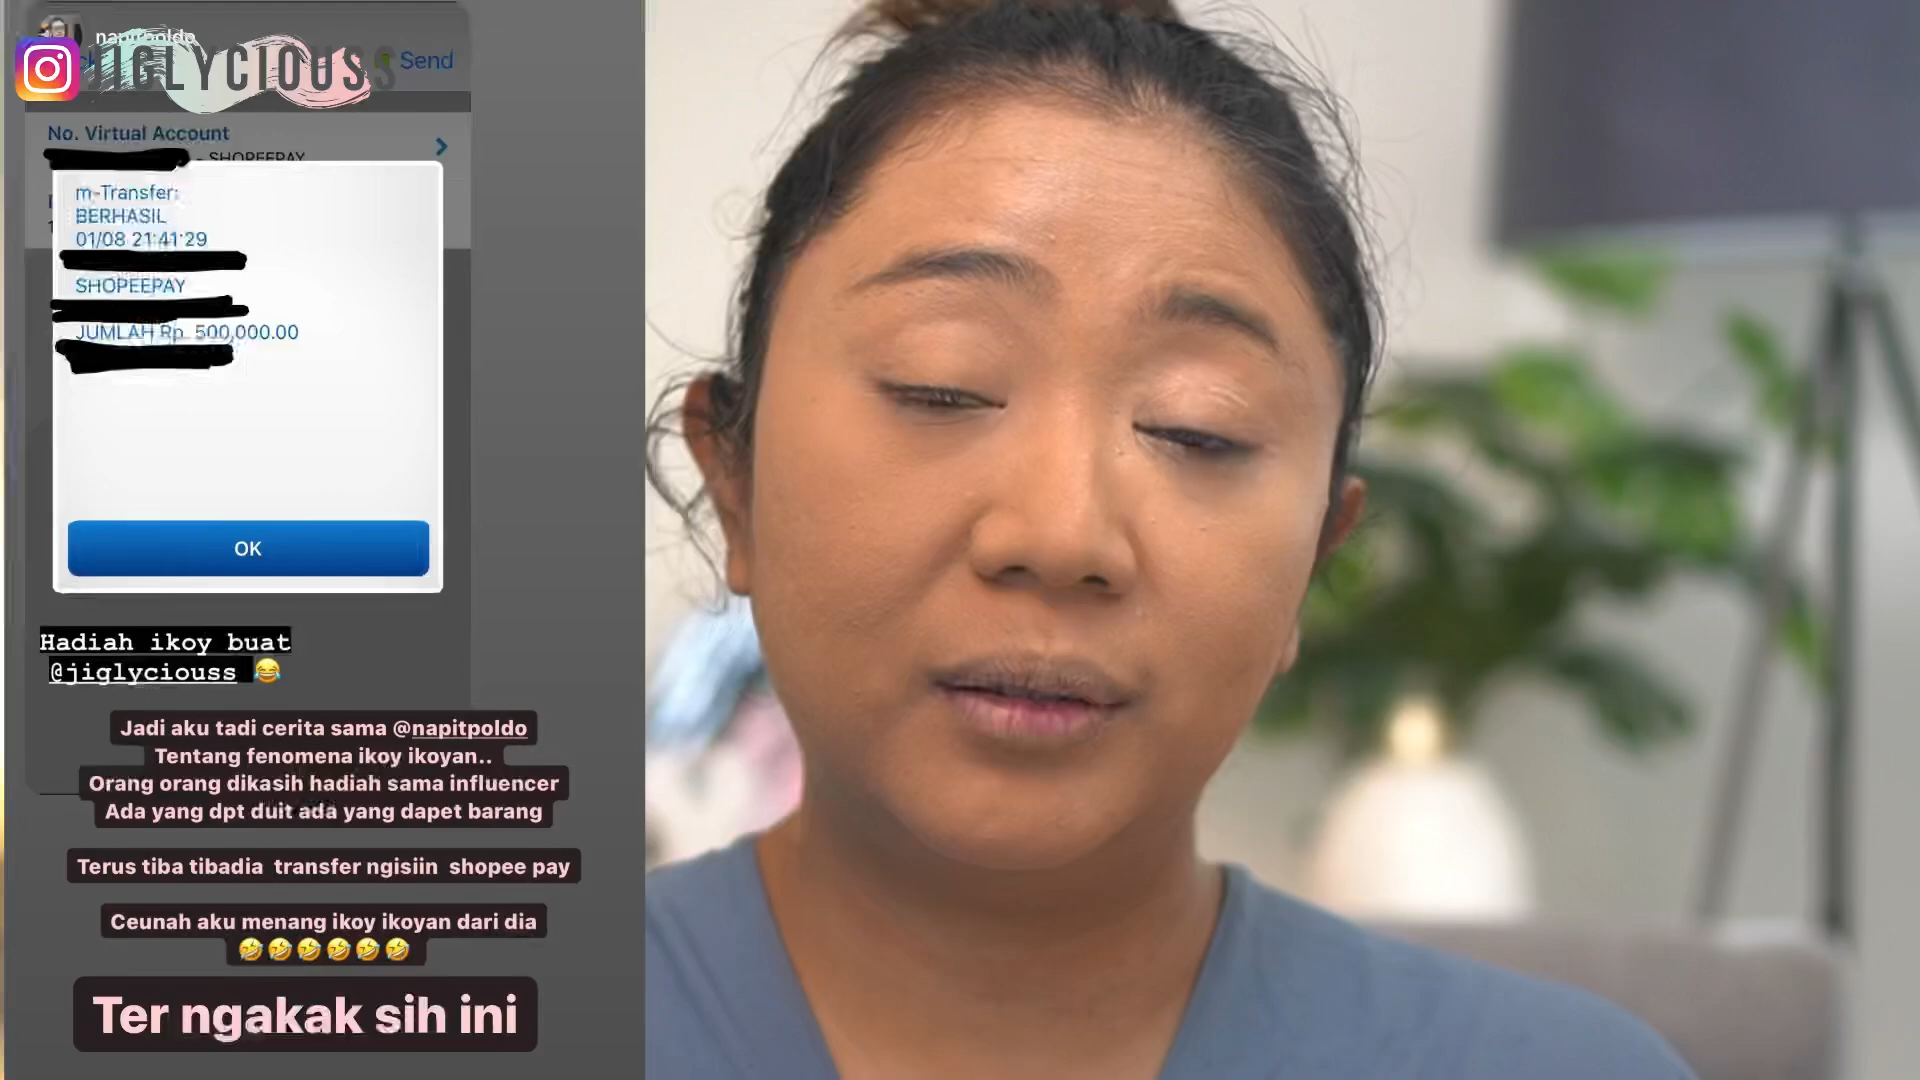 napitpoldo
JIGLYCIOUSS
Send
No. Virtual Account
- SHOPEEPAY
m-Transfer:
BERHASIL
01/08 21:41:29
SHOPEEPAY
JUMLAH Rp. 500,000.00
OK
Hadiah ikoy buat
@jiglyciouss 😂
Jadi aku tadi cerita sama @napitpoldo
Tentang fenomena ikoy ikoyan..
Orang orang dikasih hadiah sama influencer
Ada yang dpt duit ada yang dapet barang
Terus tiba tibadia transfer ngisiin shopee pay
Ceunah aku menang ikoy ikoyan dari dia
🤣🤣🤣🤣🤣🤣
Ter ngakak sih ini